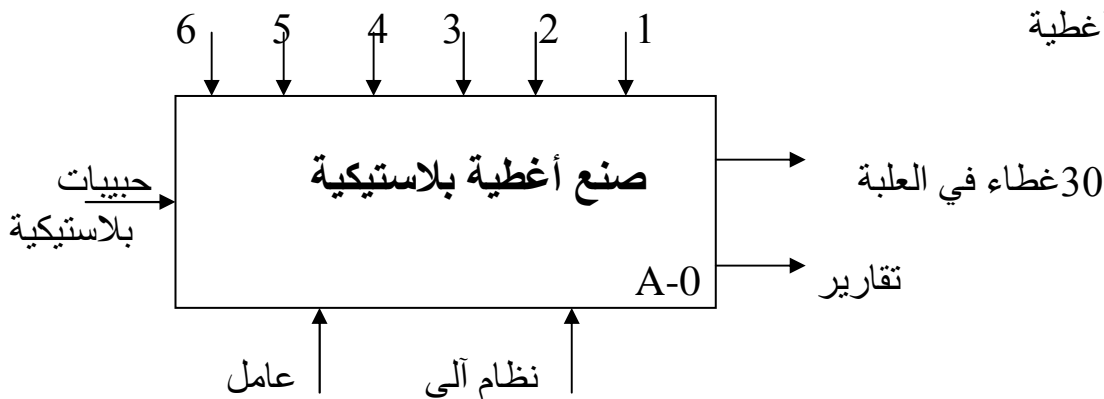 أغطية
6 5 4 3 2 1
صنع أغطية بلاستيكية
حبيبات
بلاستيكية
30غطاء في العلبة
تقارير
A-0
عامل
نظام آلى